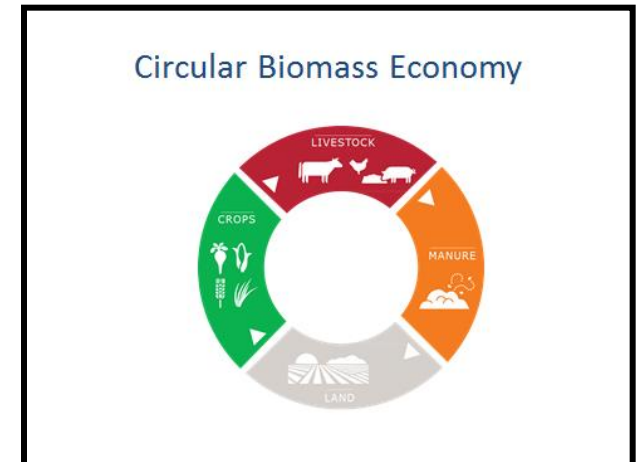 Circular Biomass Economy
LIVESTOCK
CROPS
MANURE
LAND